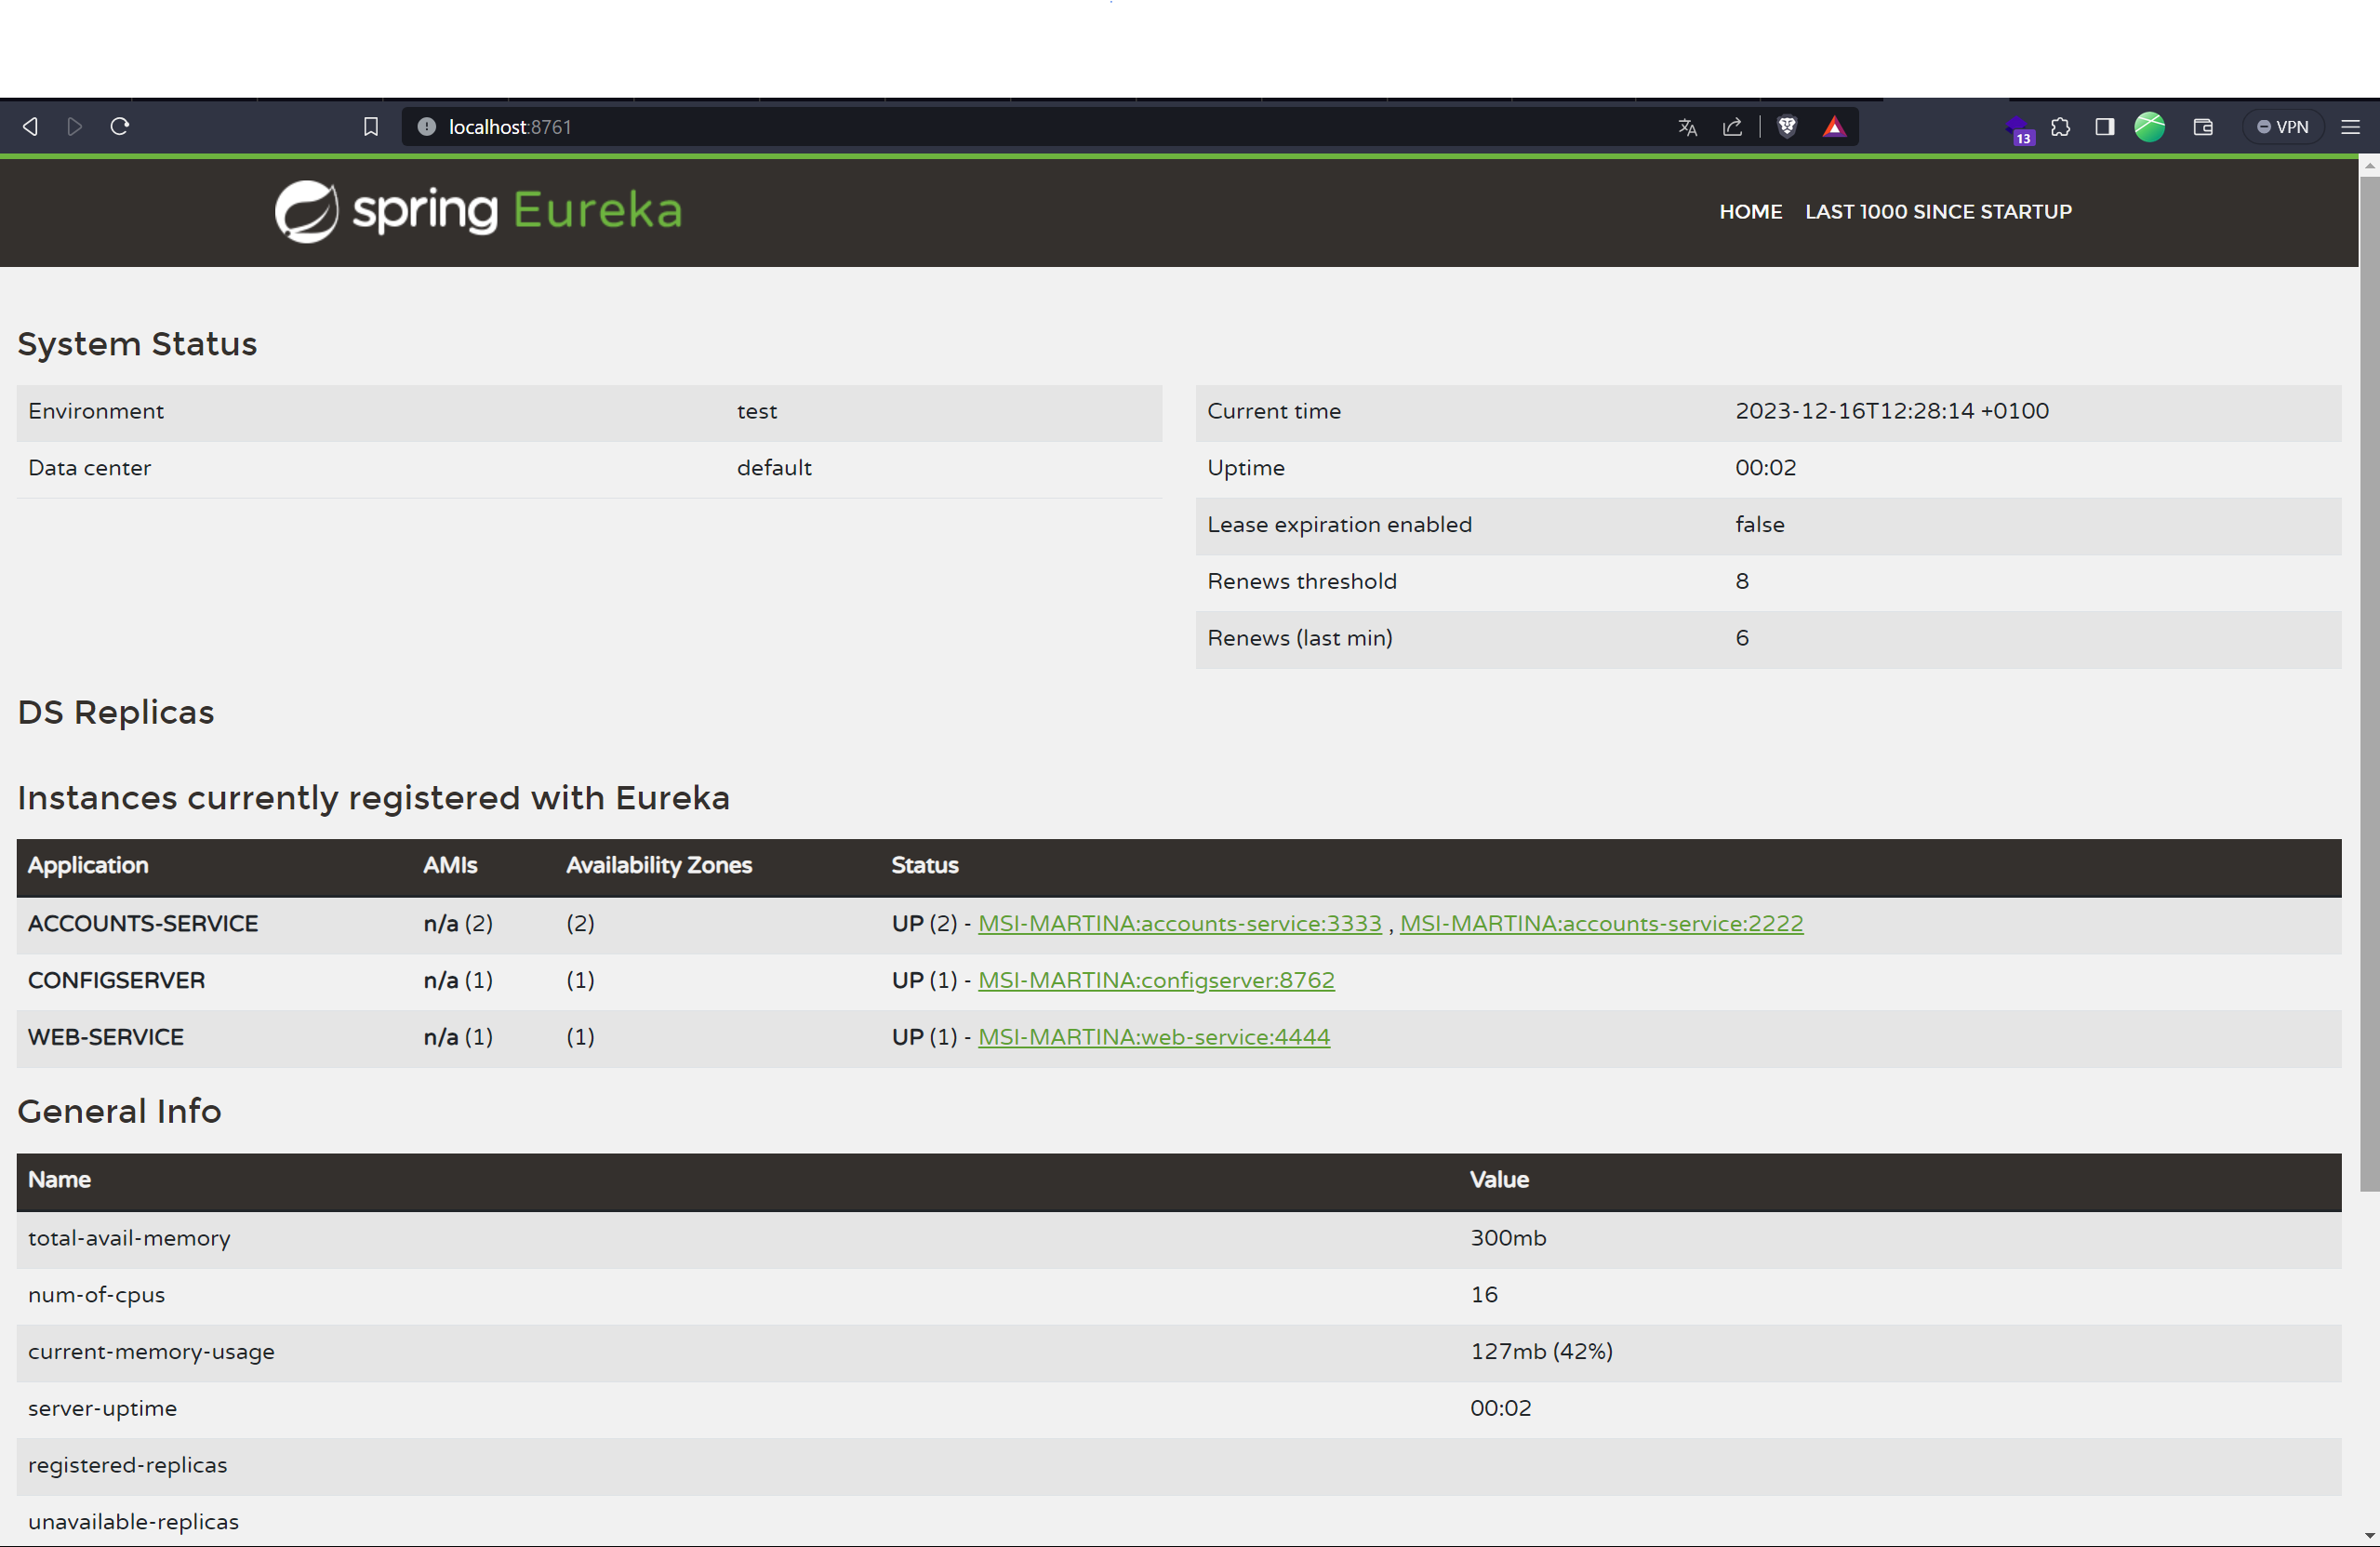 localhost:8761
13
VPN
spring Eureka
HOME LAST 1000 SINCE STARTUP
System Status
Environment test
Data center default
Current time 2023-12-16T12:28:14 +0100
Uptime 00:02
Lease expiration enabled false
Renews threshold 8
Renews (last min) 6
DS Replicas
Instances currently registered with Eureka
Application AMIs Availability Zones Status
ACCOUNTS-SERVICE n/a (2) (2) UP (2) - MSI-MARTINA:accounts-service:3333 , MSI-MARTINA:accounts-service:2222
CONFIGSERVER n/a (1) (1) UP (1) - MSI-MARTINA:configserver:8762
WEB-SERVICE n/a (1) (1) UP (1) - MSI-MARTINA:web-service:4444
General Info
Name Value
total-avail-memory 300mb
num-of-cpus 16
current-memory-usage 127mb (42%)
server-uptime 00:02
registered-replicas
unavailable-replicas